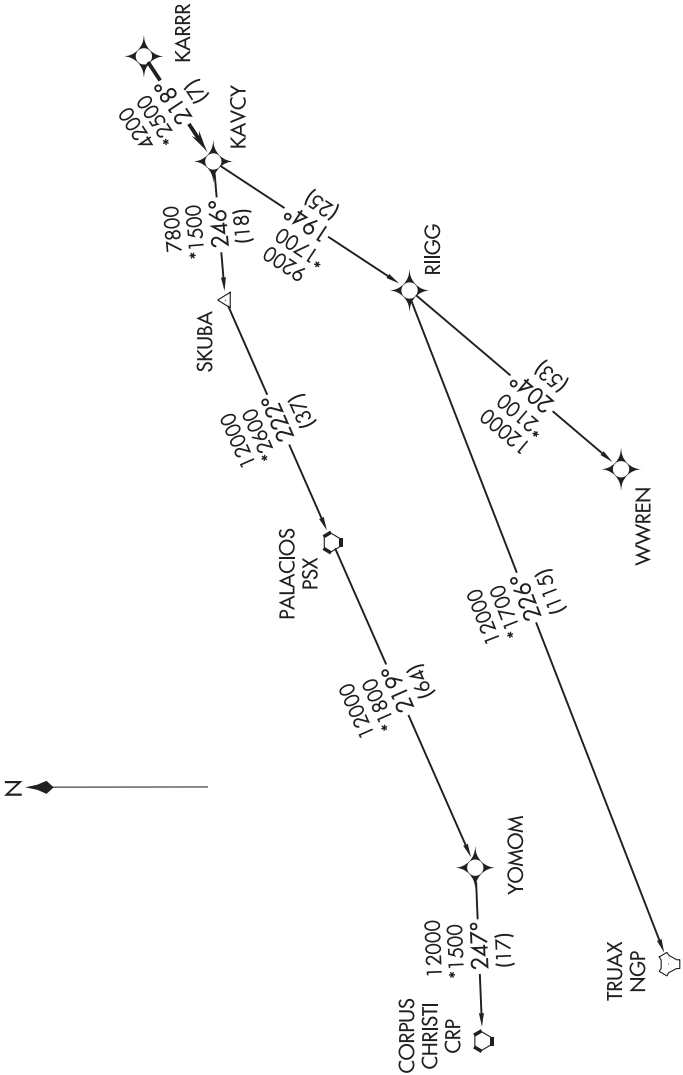 N
KARRR
4200
*2500
218°
(7)
KAVCY
7800
*1500
246°
(18)
9200
*1700
194°
(25)
RIIGG
SKUBA
12000
*2600
222°
(37)
12000
*2100
204°
(53)
WWREN
PALACIOS
PSX
12000
*1700
226°
(115)
12000
*1800
219°
(64)
YOMOM
12000
*1500
247°
(17)
TRUAX
NGP
CORPUS
CHRISTI
CRP